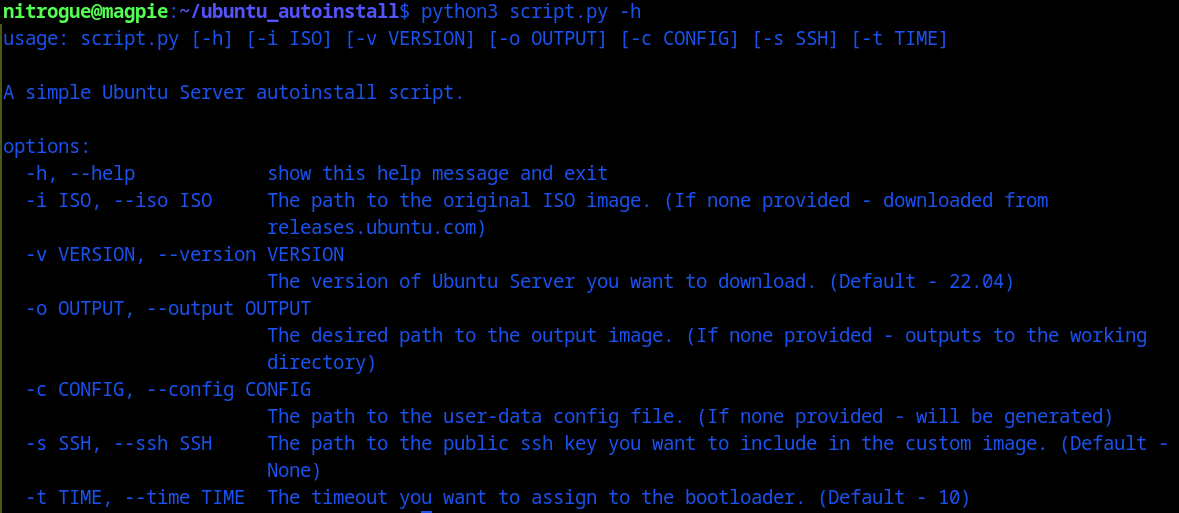 nitrogue@magpie:~/ubuntu_autoinstall$ python3 script.py -h
usage: script.py [-h] [-i ISO] [-v VERSION] [-o OUTPUT] [-c CONFIG] [-s SSH] [-t TIME]

A simple Ubuntu Server autoinstall script.

options:
  -h, --help            show this help message and exit
  -i ISO, --iso ISO     The path to the original ISO image. (If none provided - downloaded from
                        releases.ubuntu.com)
  -v VERSION, --version VERSION
                        The version of Ubuntu Server you want to download. (Default - 22.04)
  -o OUTPUT, --output OUTPUT
                        The desired path to the output image. (If none provided - outputs to the working
                        directory)
  -c CONFIG, --config CONFIG
                        The path to the user-data config file. (If none provided - will be generated)
  -s SSH, --ssh SSH     The path to the public ssh key you want to include in the custom image. (Default -
                        None)
  -t TIME, --time TIME  The timeout you want to assign to the bootloader. (Default - 10)